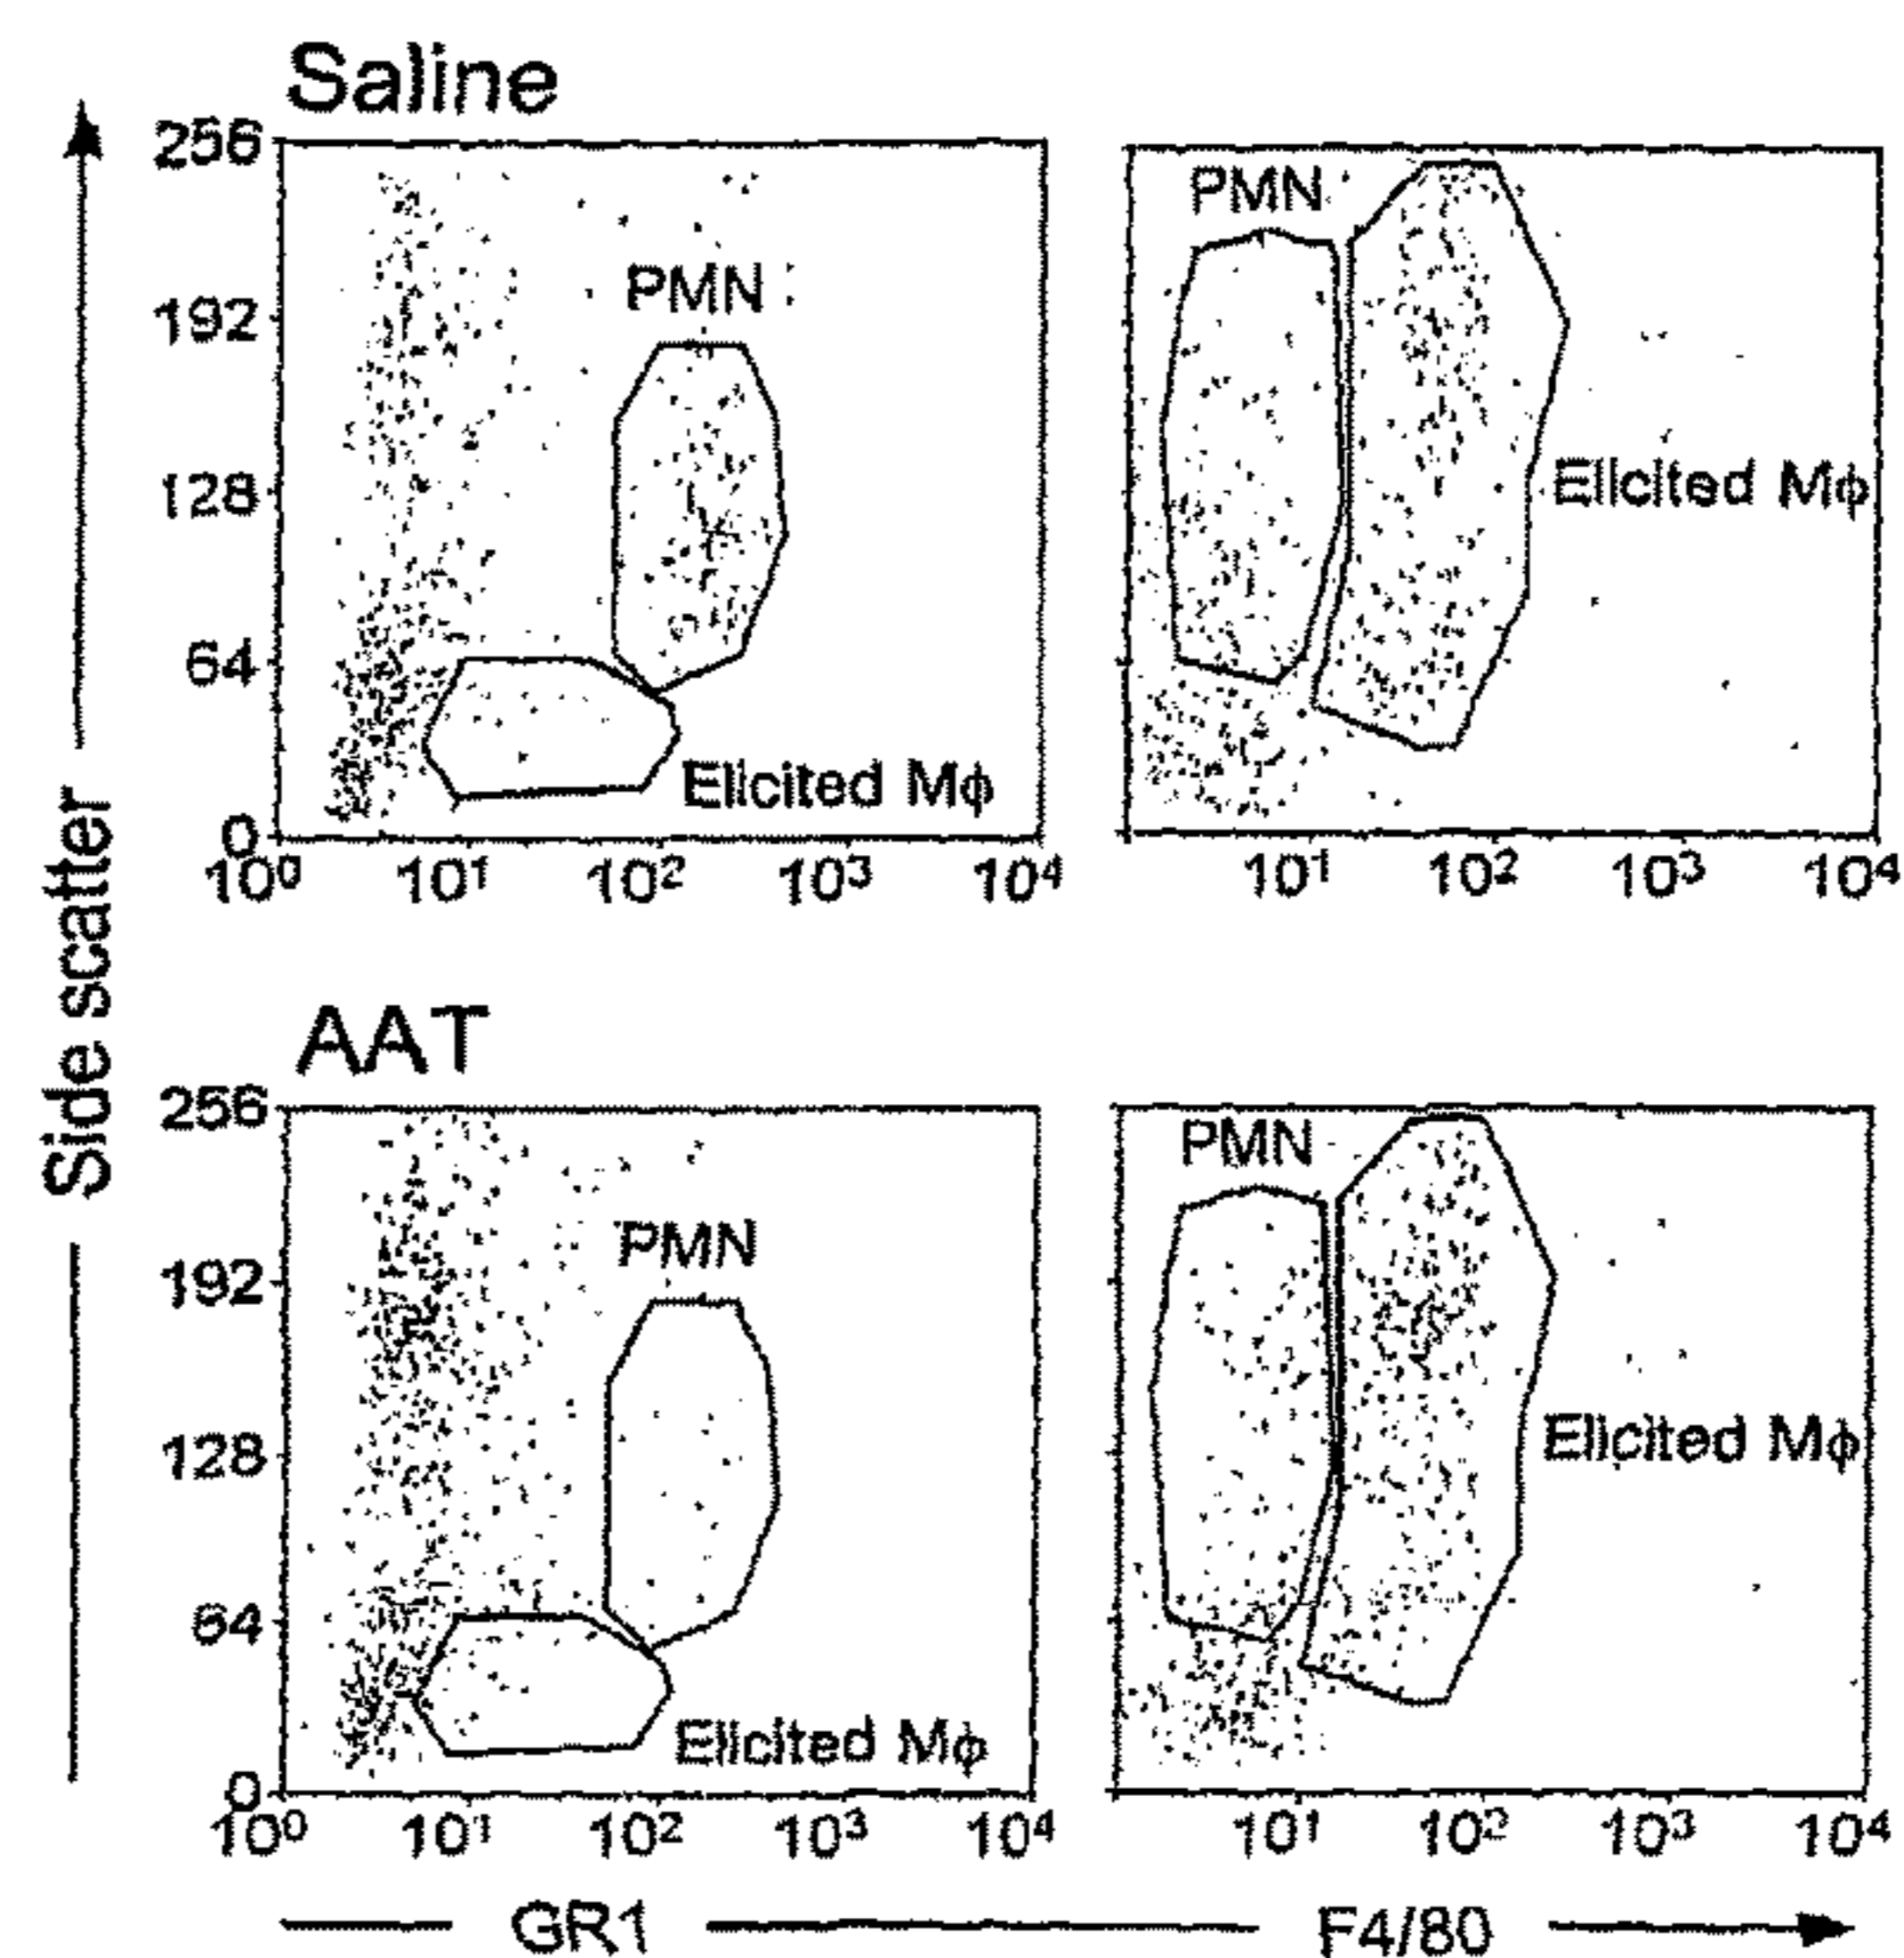 Saline
256
192
128
64
0
PMN
Elicited Mϕ
10⁰ 10¹ 10² 10³ 10⁴
PMN
Elicited Mϕ
10¹ 10² 10³ 10⁴
Side scatter
AAT
256
192
128
64
0
PMN
Elicited Mϕ
10⁰ 10¹ 10² 10³ 10⁴
PMN
Elicited Mϕ
10¹ 10² 10³ 10⁴
GR1
F4/80